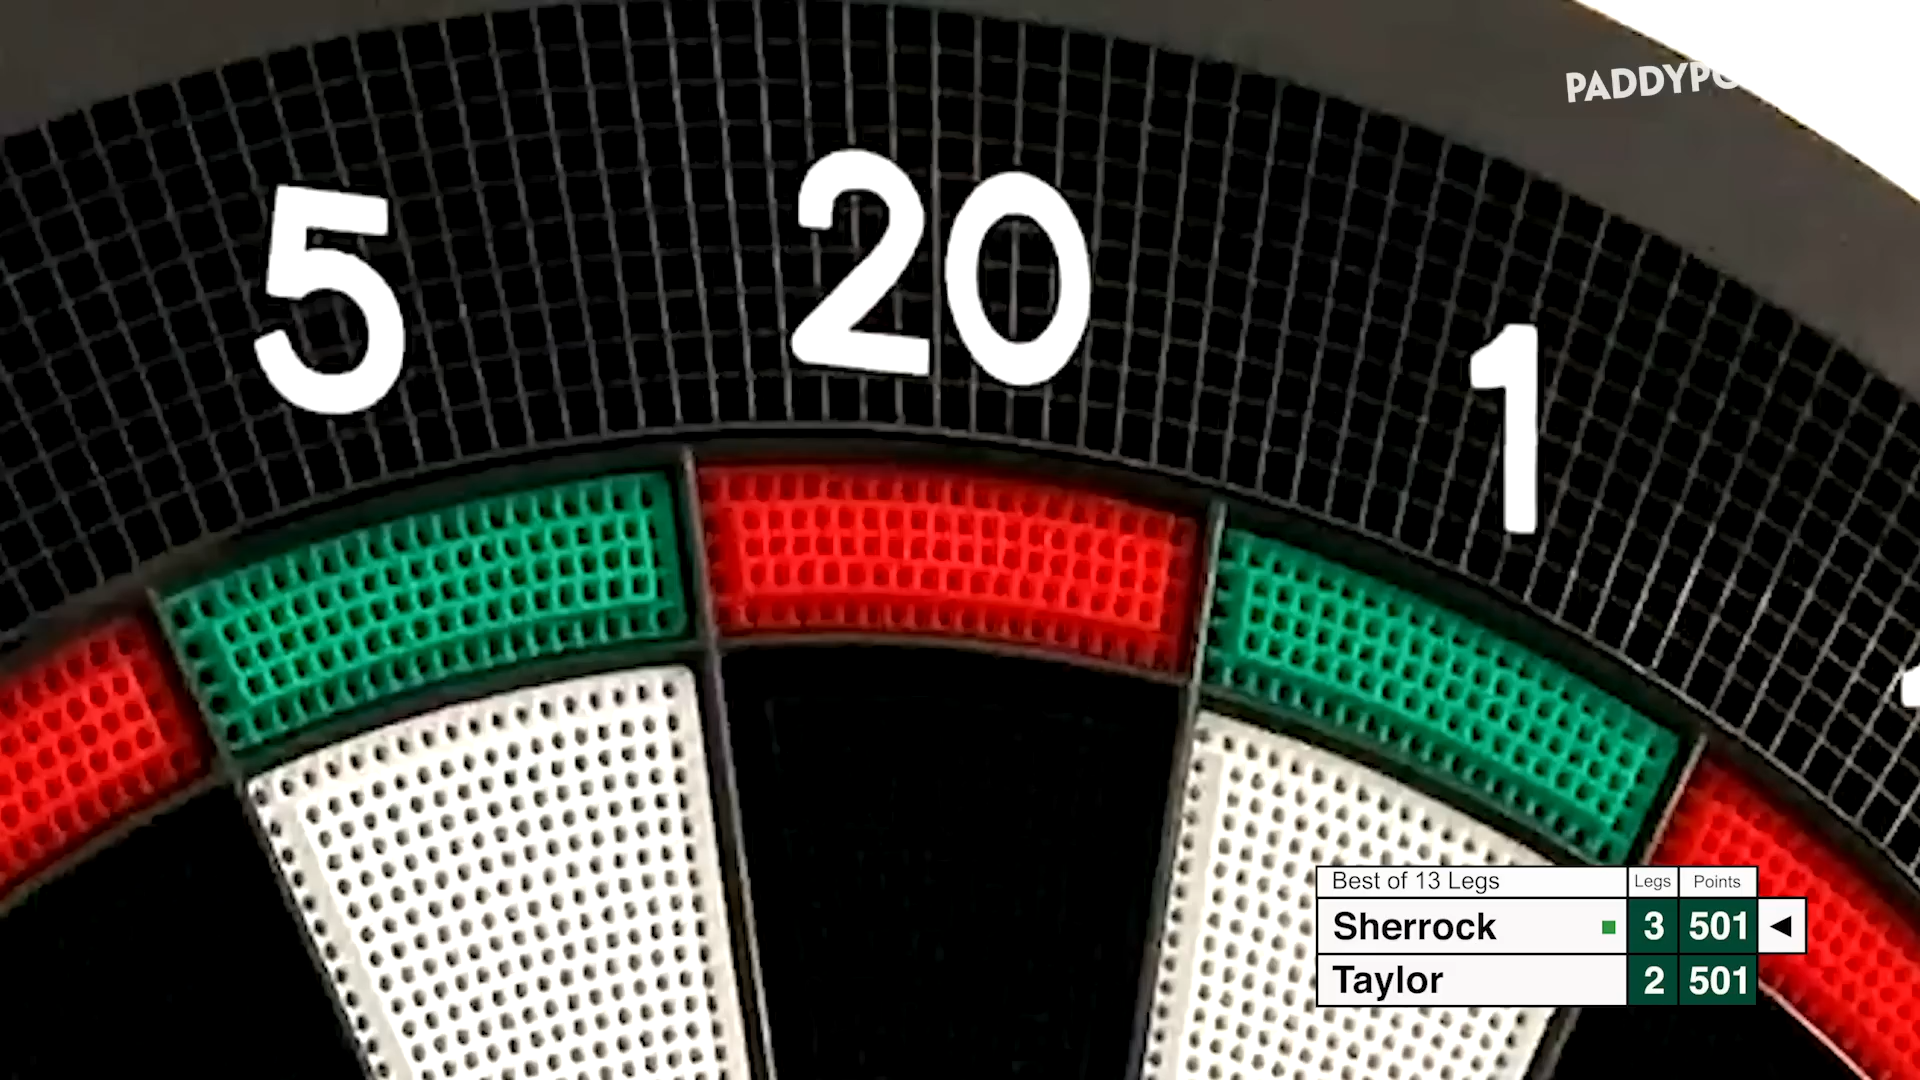 PADDYPO
5 20 1
Best of 13 Legs Legs Points
Sherrock 3 501
Taylor 2 501